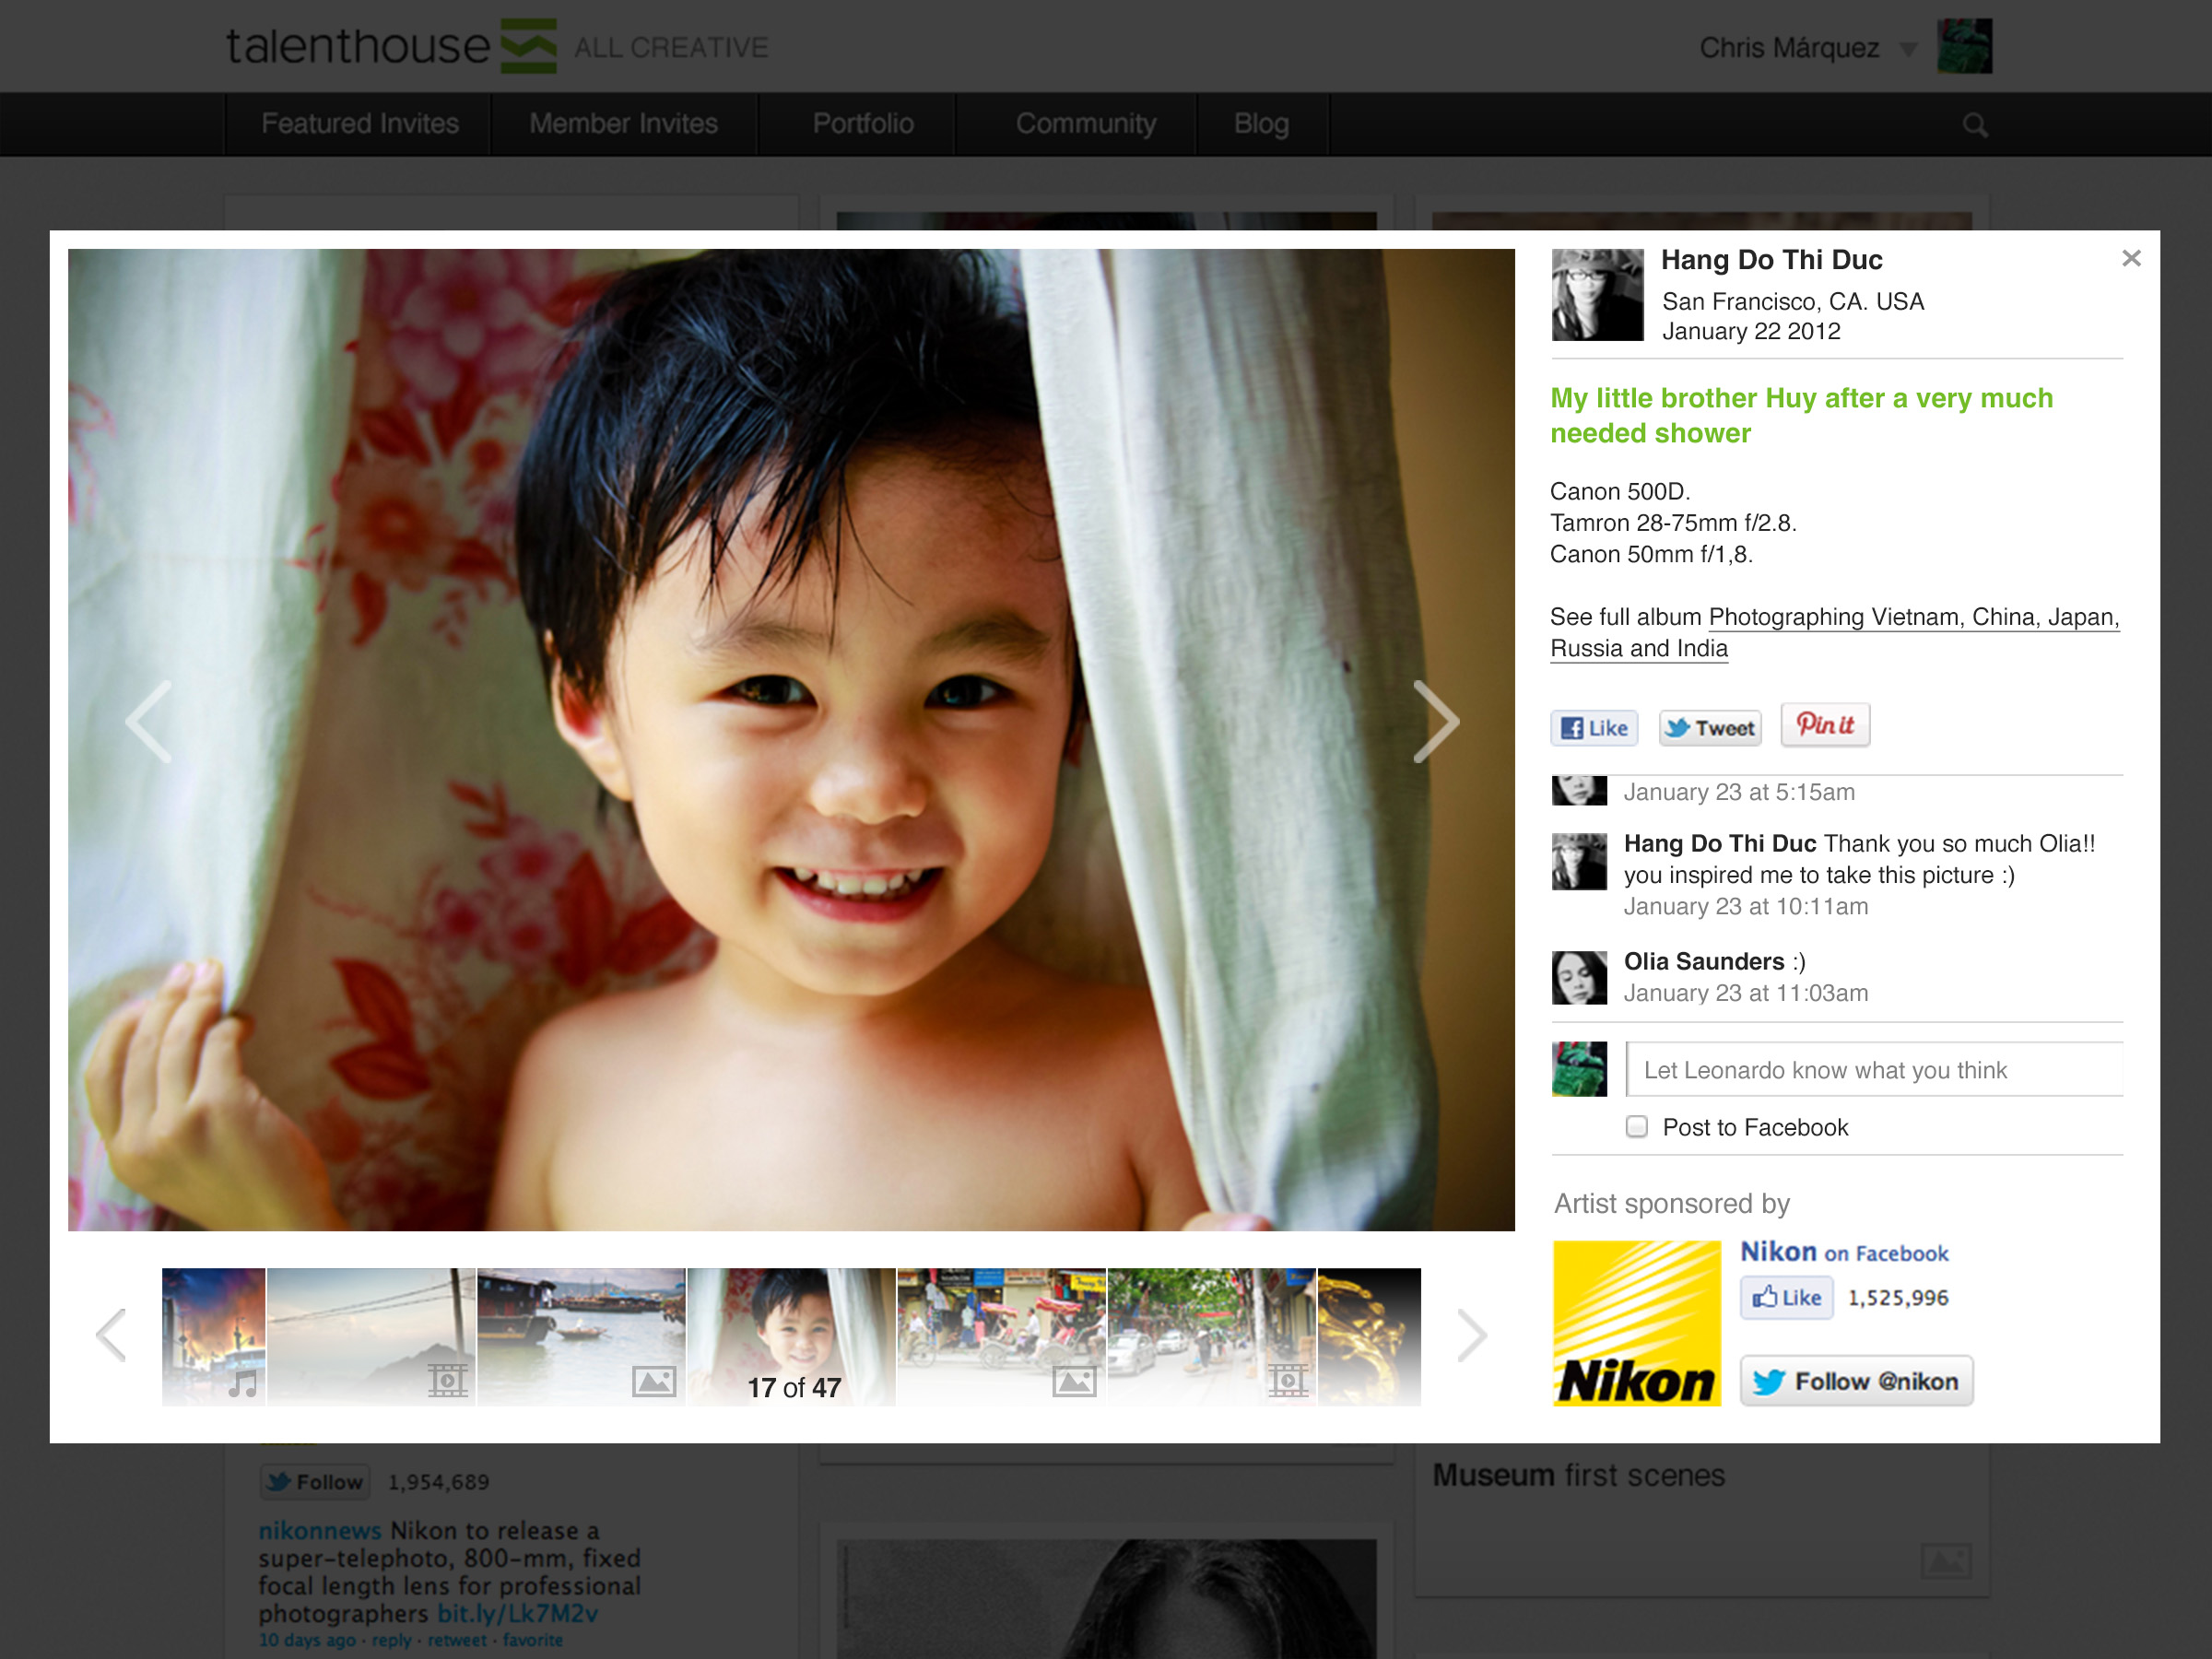 talenthouse ALL CREATIVE
Chris Márquez
Featured Invites
Member Invites
Portfolio
Community
Blog
Hang Do Thi Duc
San Francisco, CA. USA
January 22 2012
My little brother Huy after a very much
needed shower
Canon 500D.
Tamron 28-75mm f/2.8.
Canon 50mm f/1,8.
See full album Photographing Vietnam, China, Japan,
Russia and India
Like
Tweet
Pin it
January 23 at 5:15am
Hang Do Thi Duc Thank you so much Olia!!
you inspired me to take this picture :)
January 23 at 10:11am
Olia Saunders :)
January 23 at 11:03am
Let Leonardo know what you think
Post to Facebook
Artist sponsored by
Nikon
Nikon on Facebook
Like 1,525,996
Follow @nikon
17 of 47
Follow 1,954,689
nikonnews Nikon to release a
super-telephoto, 800-mm, fixed
focal length lens for professional
photographers bit.ly/Lk7M2v
10 days ago · reply · retweet · favorite
Museum first scenes